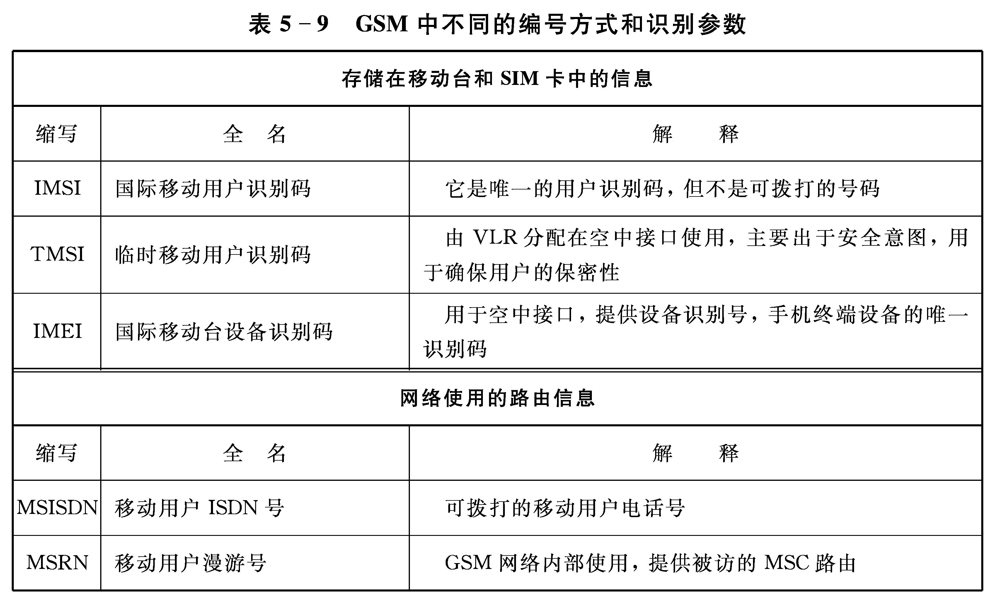 表 5－9 GSM 中不同的编号方式和识别参数
存储在移动台和 SIM 卡中的信息
缩写 全 名 解 释
IMSI 国际移动用户识别码 它是唯一的用户识别码，但不是可拨打的号码
TMSI 临时移动用户识别码 由 VLR 分配在空中接口使用，主要出于安全意图，用
于确保用户的保密性
IMEI 国际移动台设备识别码 用于空中接口，提供设备识别号，手机终端设备的唯一
识别码
网络使用的路由信息
缩写 全 名 解 释
MSISDN 移动用户 ISDN 号 可拨打的移动用户电话号
MSRN 移动用户漫游号 GSM 网络内部使用，提供被访的 MSC 路由